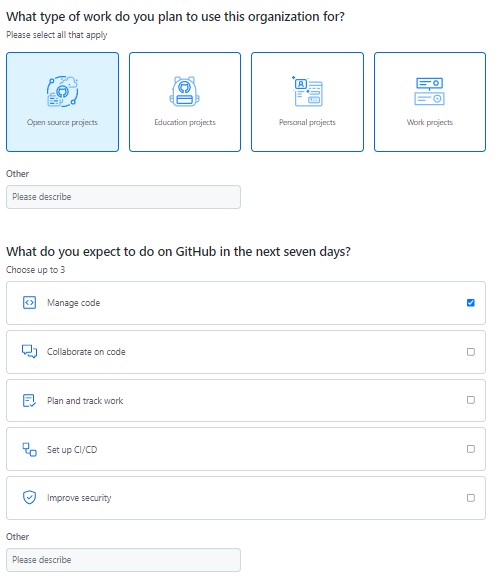 What type of work do you plan to use this organization for?
Please select all that apply
Open source projects
Education projects
Personal projects
Work projects
Other
Please describe
What do you expect to do on GitHub in the next seven days?
Choose up to 3
Manage code
Collaborate on code
Plan and track work
Set up CI/CD
Improve security
Other
Please describe